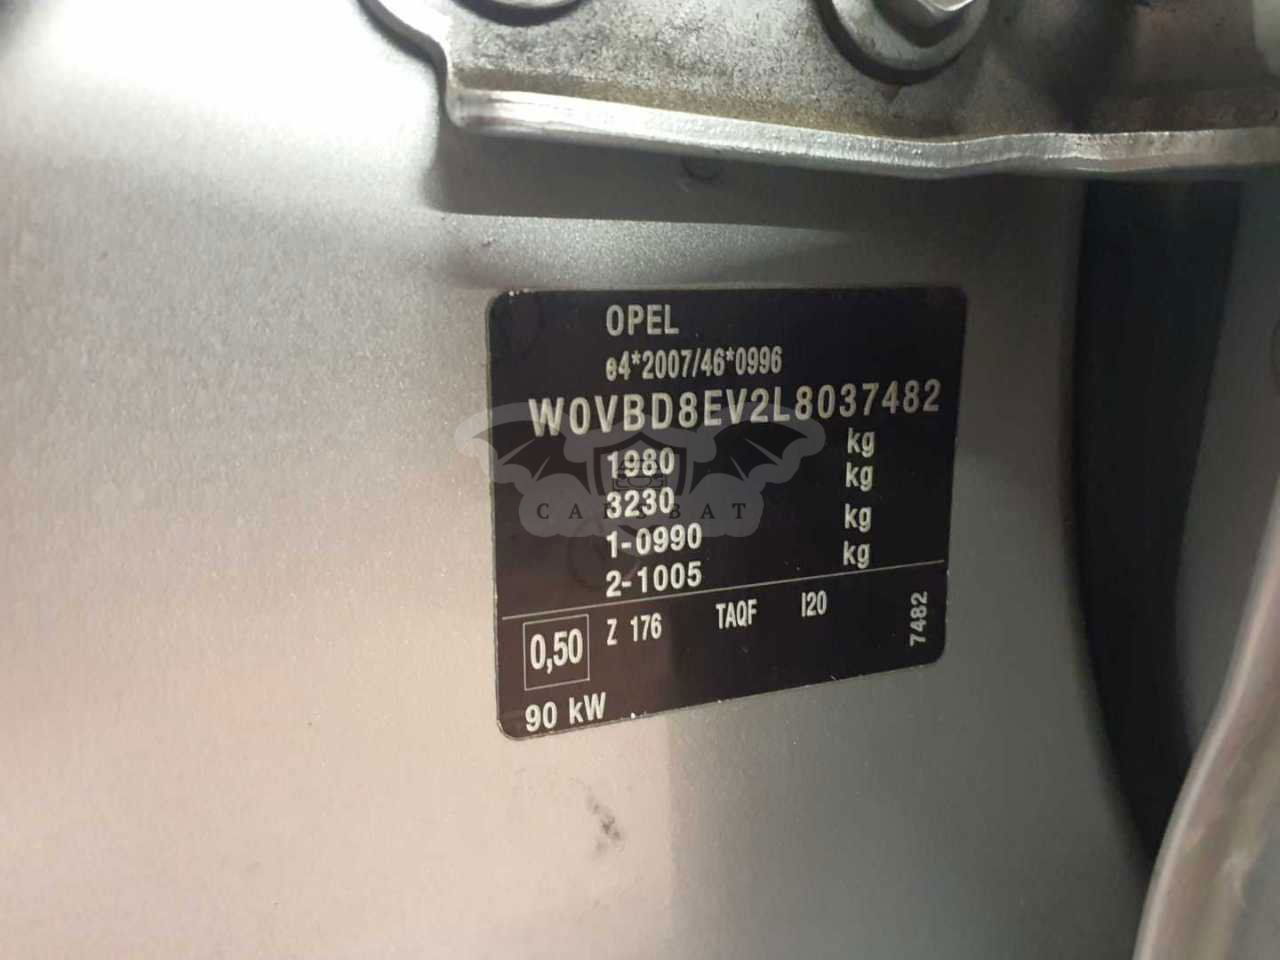 OPEL
e4*2007/46*0996
W0VBD8EV2L8037482
1980 kg
3230 kg
1-0990 kg
2-1005 kg
0,50 Z 176 TAQF I20 7482
90 kW
CARSBAT